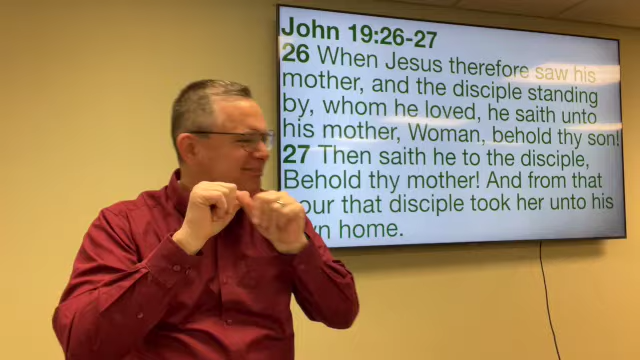 John 19:26-27
26 When Jesus therefore saw his
mother, and the disciple standing
by, whom he loved, he saith unto
his mother, Woman, behold thy son!
27 Then saith he to the disciple,
Behold thy mother! And from that
our that disciple took her unto his
wn home.